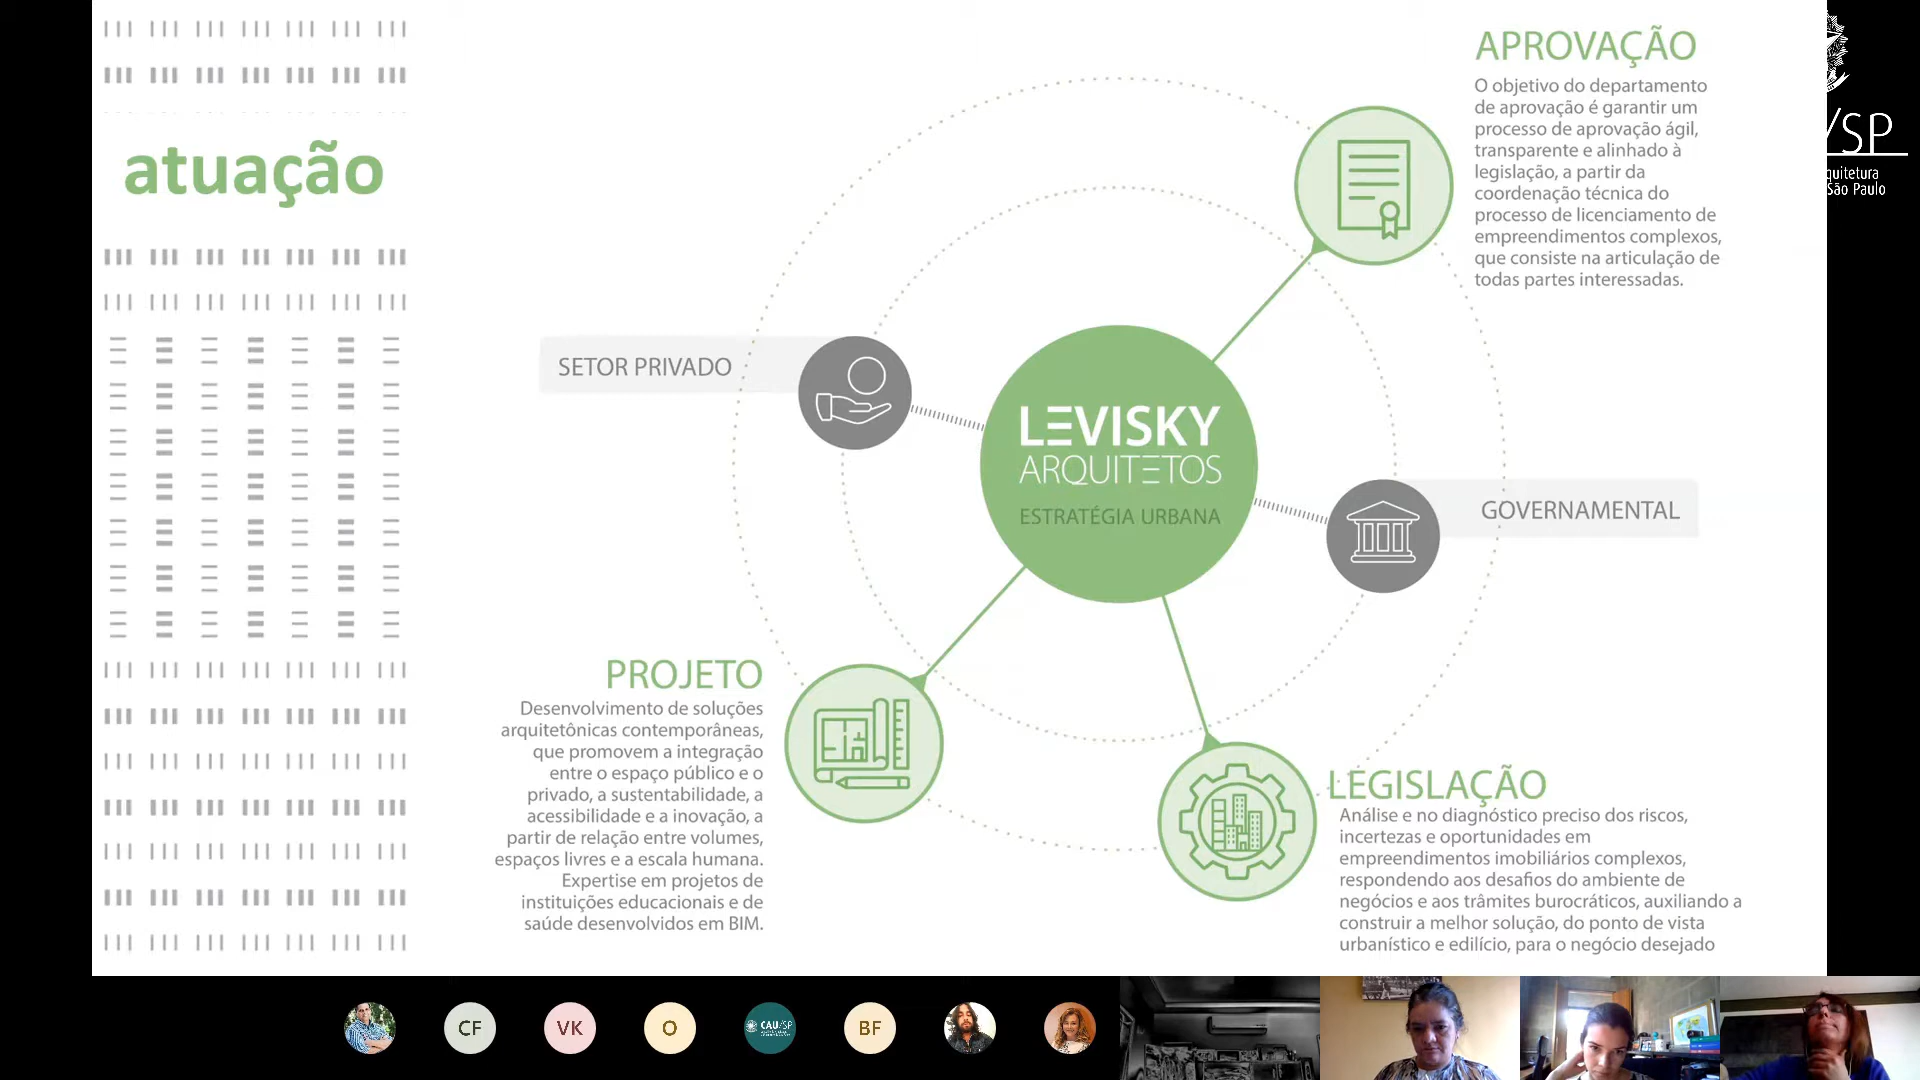 atuação
APROVAÇÃO
O objetivo do departamento
de aprovação é garantir um
processo de aprovação ágil,
transparente e alinhado à
legislação, a partir da
coordenação técnica do
processo de licenciamento de
empreendimentos complexos,
que consiste na articulação de
todas partes interessadas.
/SP
quitetura
São Paulo
SETOR PRIVADO
LEVISKY
ARQUITETOS
ESTRATÉGIA URBANA
GOVERNAMENTAL
PROJETO
Desenvolvimento de soluções
arquitetônicas contemporâneas,
que promovem a integração
entre o espaço público e o
privado, a sustentabilidade, a
acessibilidade e a inovação, a
partir de relação entre volumes,
espaços livres e a escala humana.
Expertise em projetos de
instituições educacionais e de
saúde desenvolvidos em BIM.
LEGISLAÇÃO
Análise e no diagnóstico preciso dos riscos,
incertezas e oportunidades em
empreendimentos imobiliários complexos,
respondendo aos desafios do ambiente de
negócios e aos trâmites burocráticos, auxiliando a
construir a melhor solução, do ponto de vista
urbanístico e edilício, para o negócio desejado
CF
VK
O
CAU/SP
BF